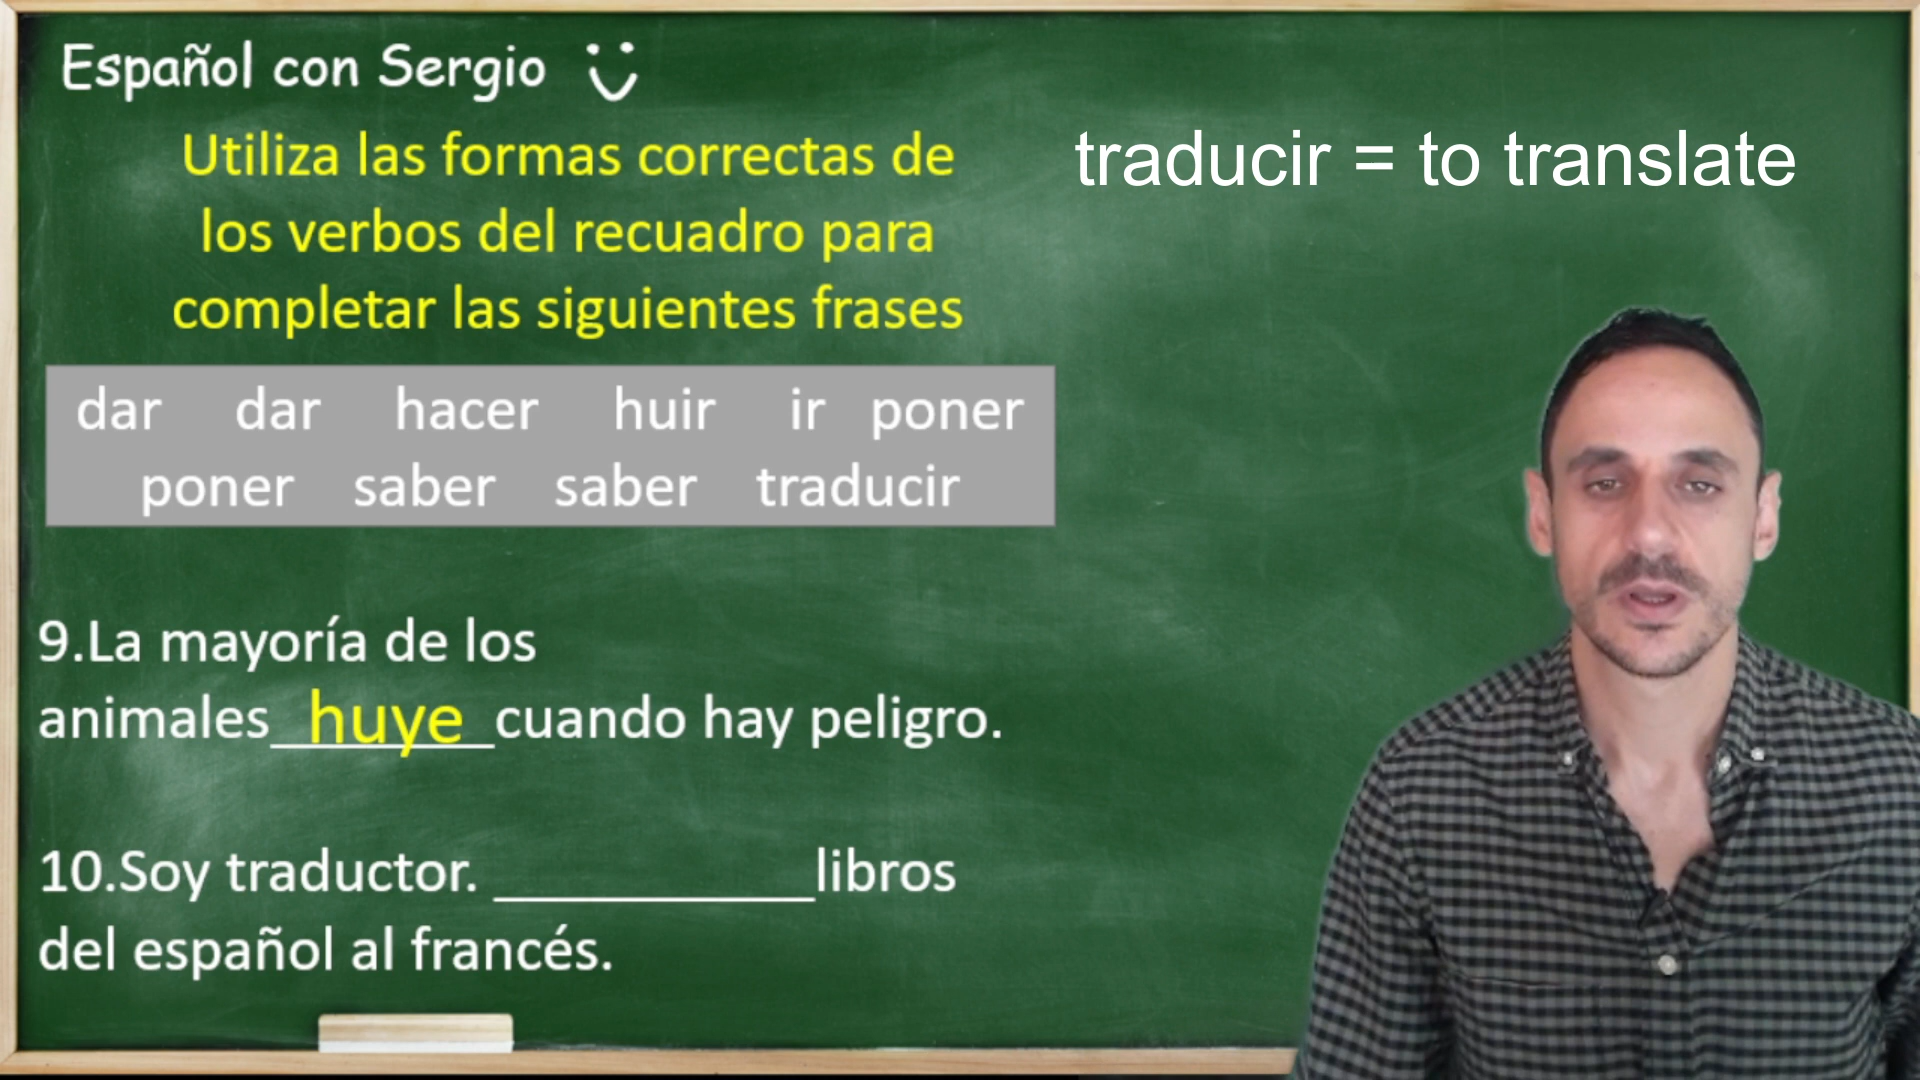 Español con Sergio
Utiliza las formas correctas de
los verbos del recuadro para
completar las siguientes frases
traducir = to translate
dar dar hacer huir ir poner
poner saber saber traducir
9.La mayoría de los
animales huye cuando hay peligro.
10.Soy traductor. __________libros
del español al francés.